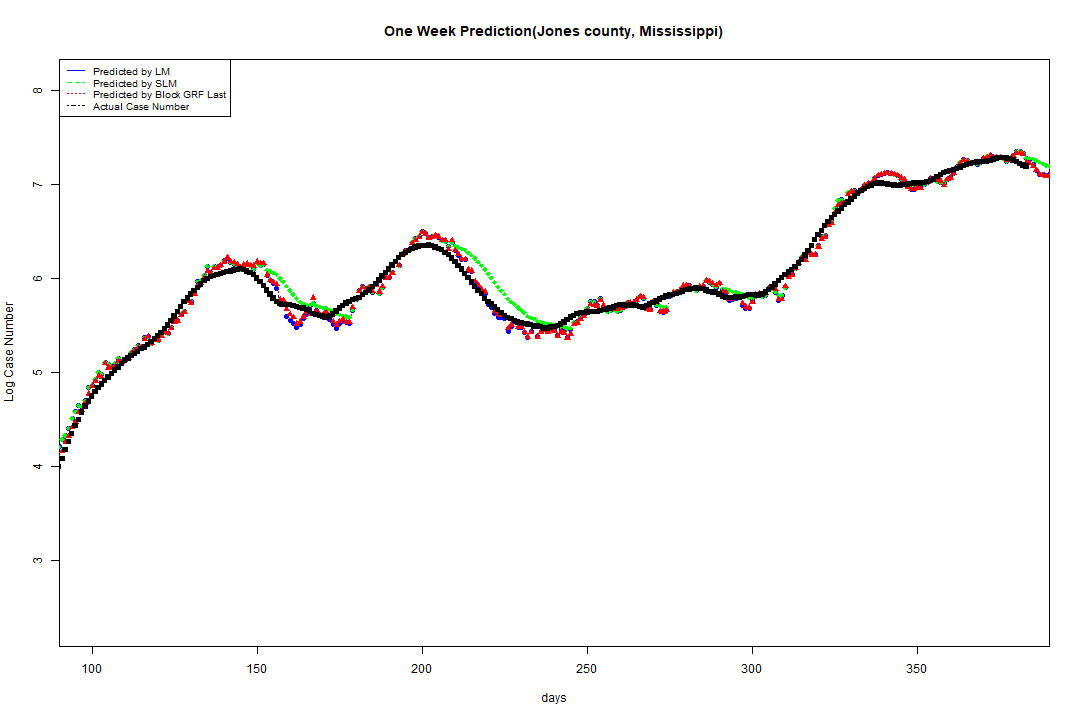 One Week Prediction(Jones county, Mississippi)
Predicted by LM
Predicted by SLM
Predicted by Block GRF Last
Actual Case Number
8
7
6
5
4
3
Log Case Number
100 150 200 250 300 350
days